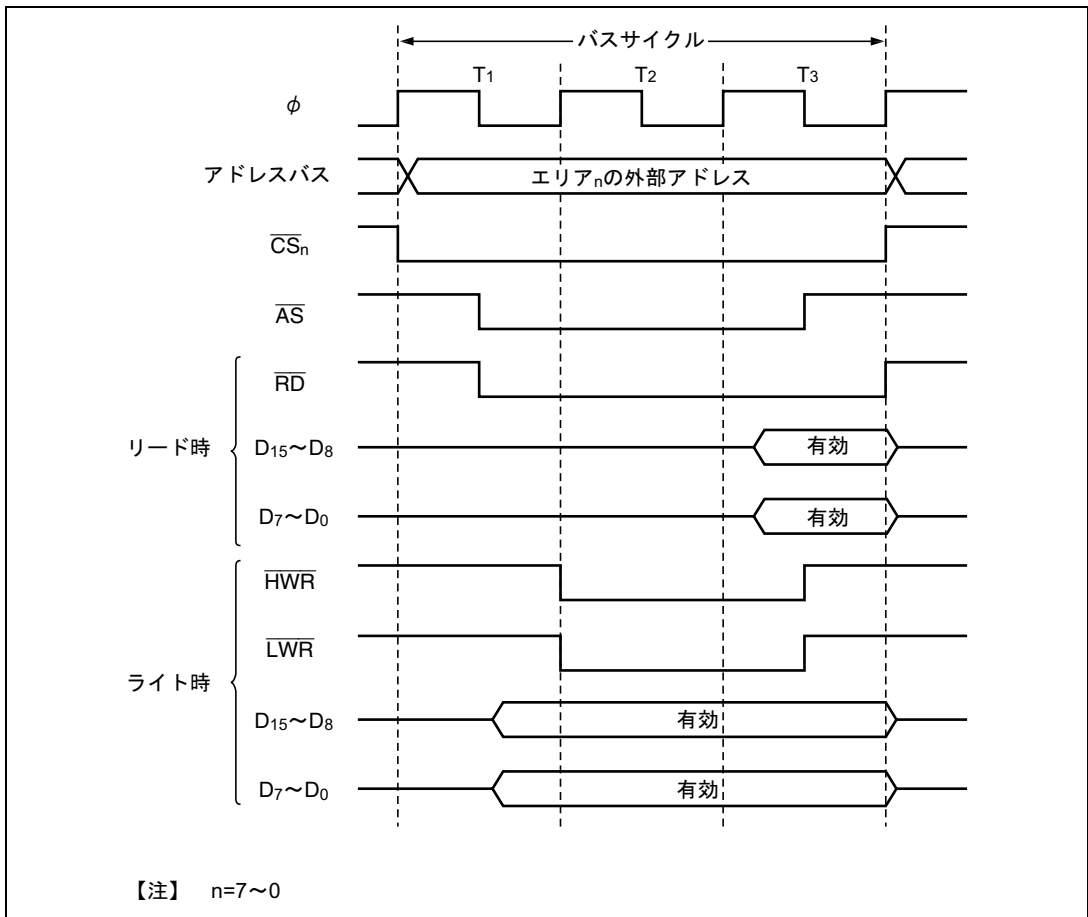 バスサイクル
T1 T2 T3
φ
アドレスバス エリアnの外部アドレス
CSn
AS
RD
リード時 D15～D8 有効
D7～D0 有効
HWR
LWR
ライト時
D15～D8 有効
D7～D0 有効
【注】 n=7～0